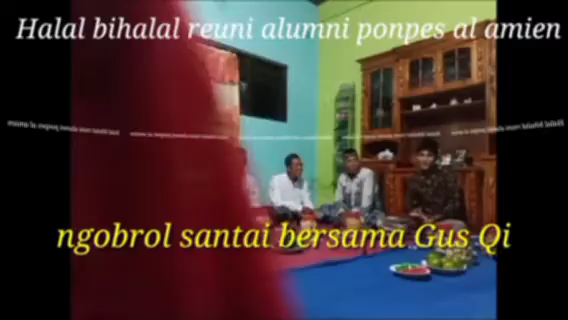 Halal bihalal reuni alumni ponpes al amien
ngobrol santai bersama Gus Qi